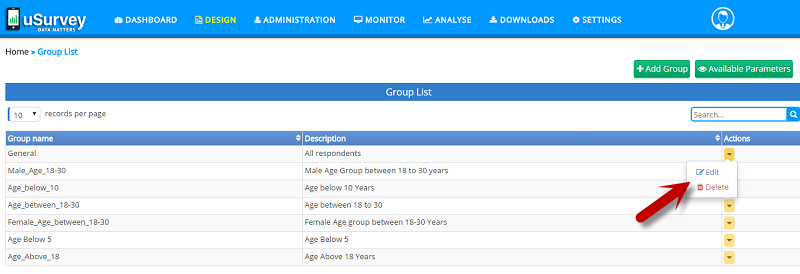 uSurvey
DATA MATTERS
DASHBOARD DESIGN ADMINISTRATION MONITOR ANALYSE DOWNLOADS SETTINGS
Home » Group List
+ Add Group Available Parameters
Group List
10 records per page Search...
Group name Description Actions
General All respondents
Male_Age_18-30 Male Age Group between 18 to 30 years
Edit
Age_below_10 Age below 10 Years
Delete
Age_between_18-30 Age between 18 to 30
Female_Age_between_18-30 Female Age group between 18-30 Years
Age Below 5 Age Below 5
Age_Above_18 Age Above 18 Years